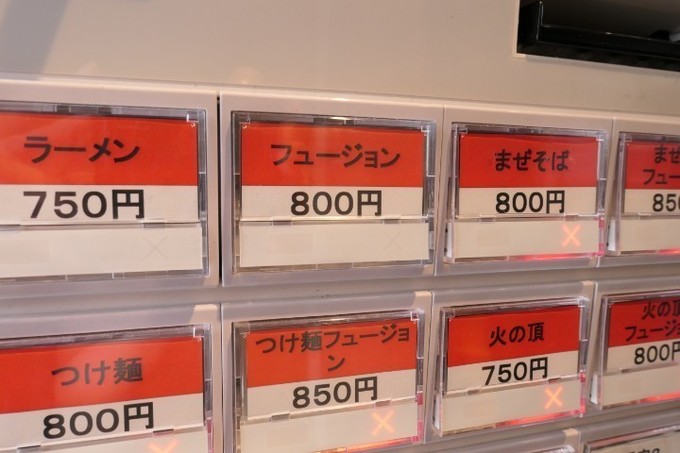 ラーメン
750円
フュージョン
800円
まぜそば
800円
×
つけ麺
800円
×
つけ麺フュージョ
ン
850円
×
火の頂
750円
×
火の頂
800円